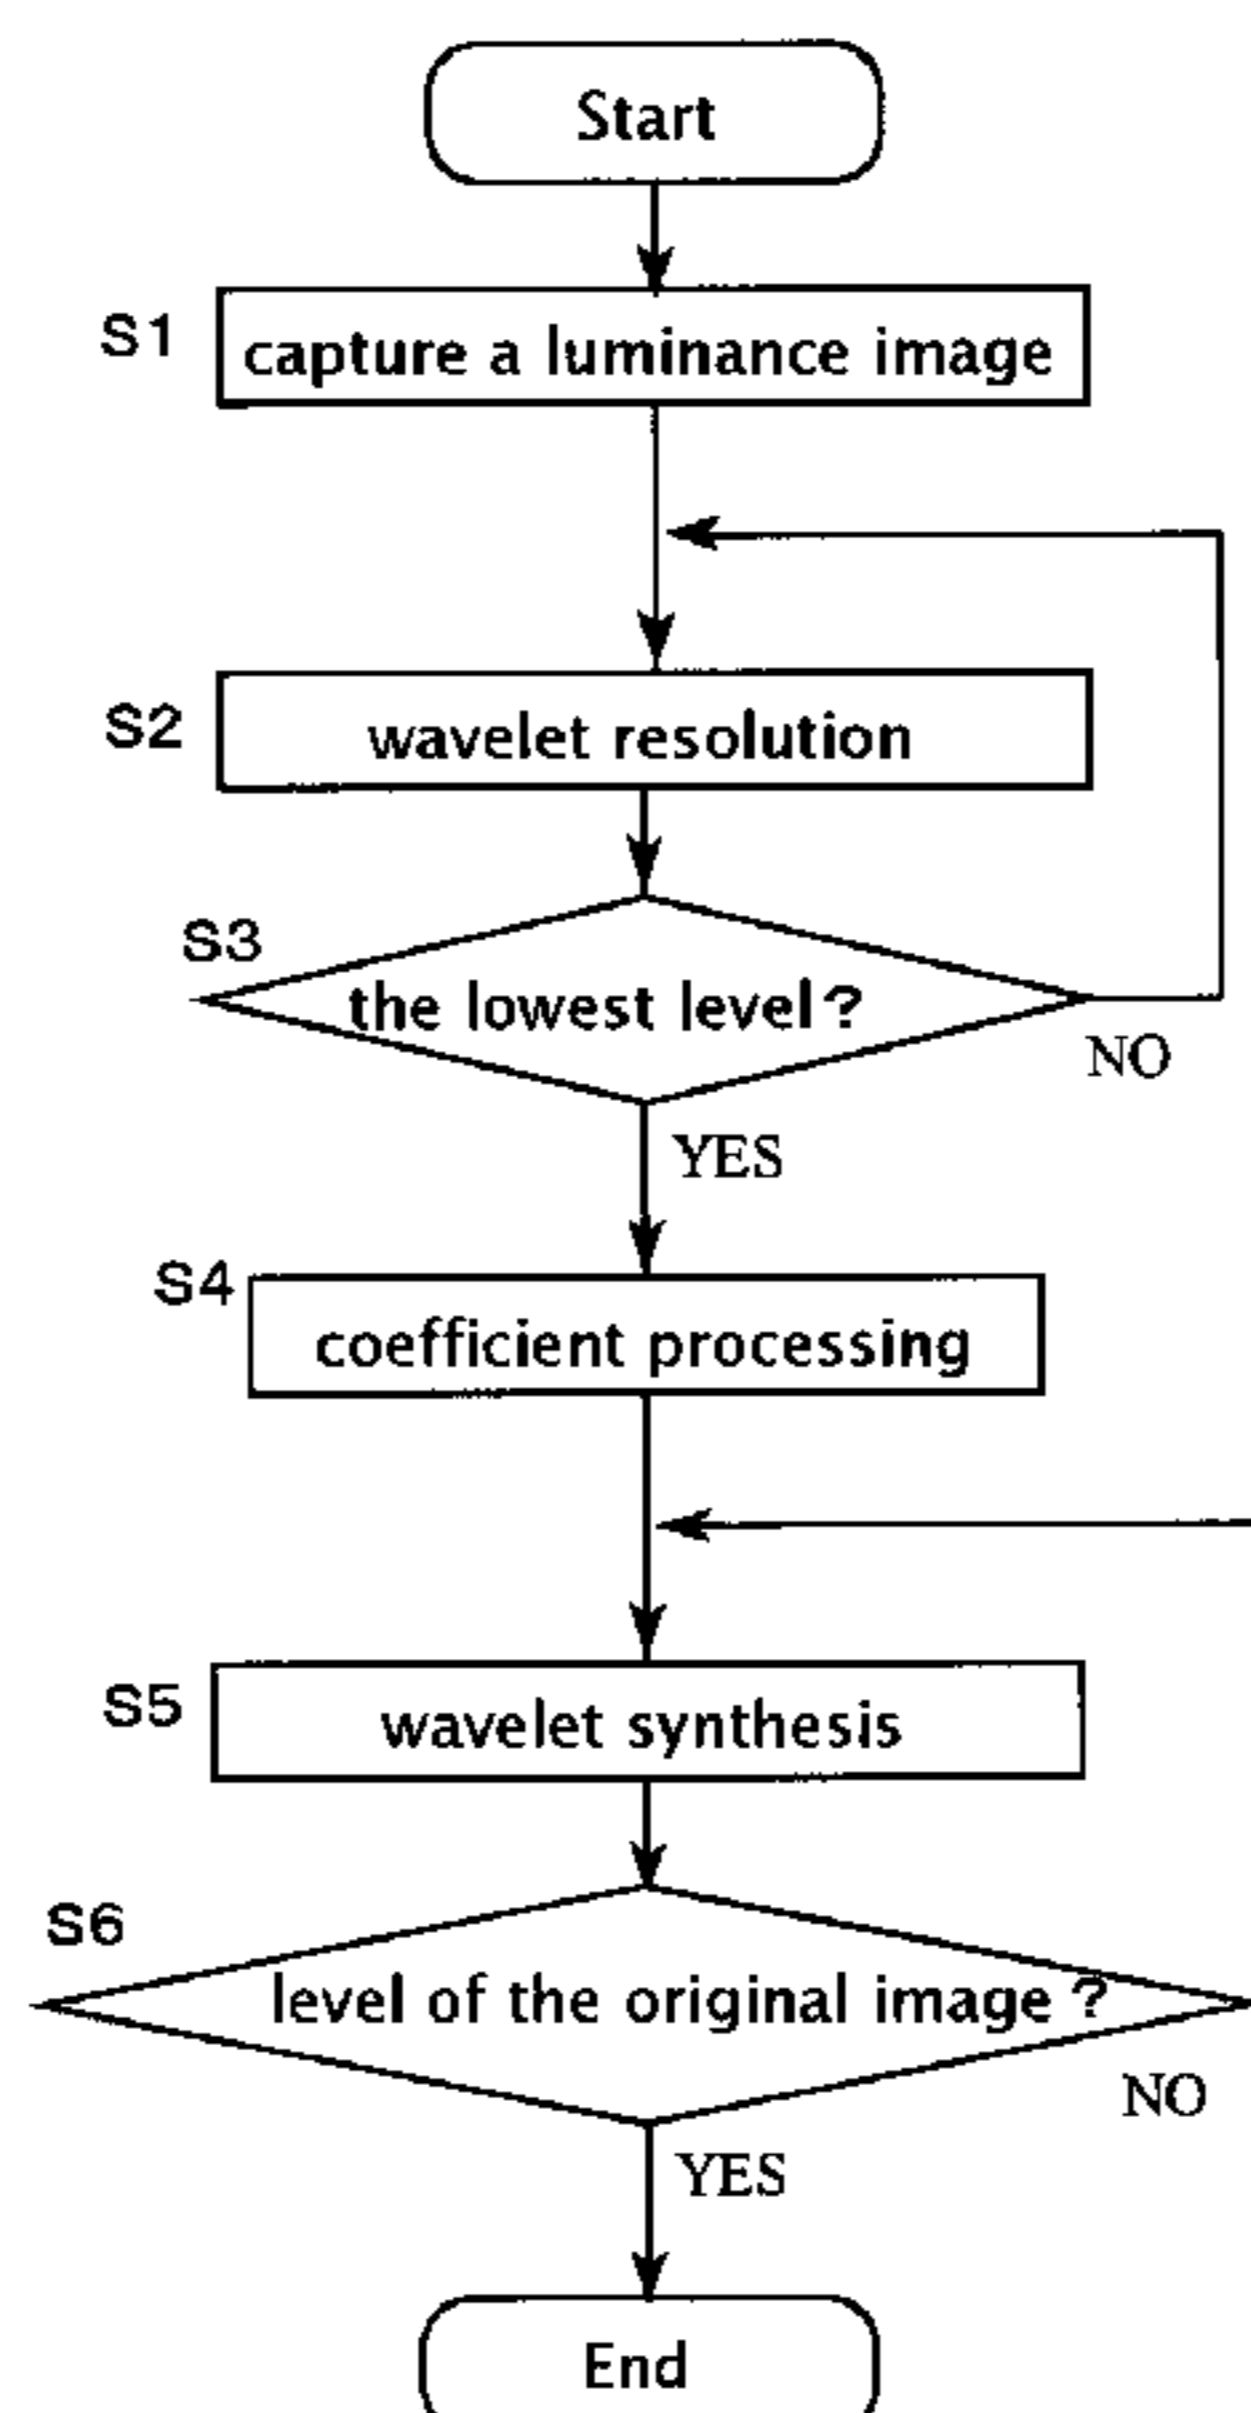 Start
S1
capture a luminance image
S2
wavelet resolution
S3
the lowest level?
NO
YES
S4
coefficient processing
S5
wavelet synthesis
S6
level of the original image ?
NO
YES
End